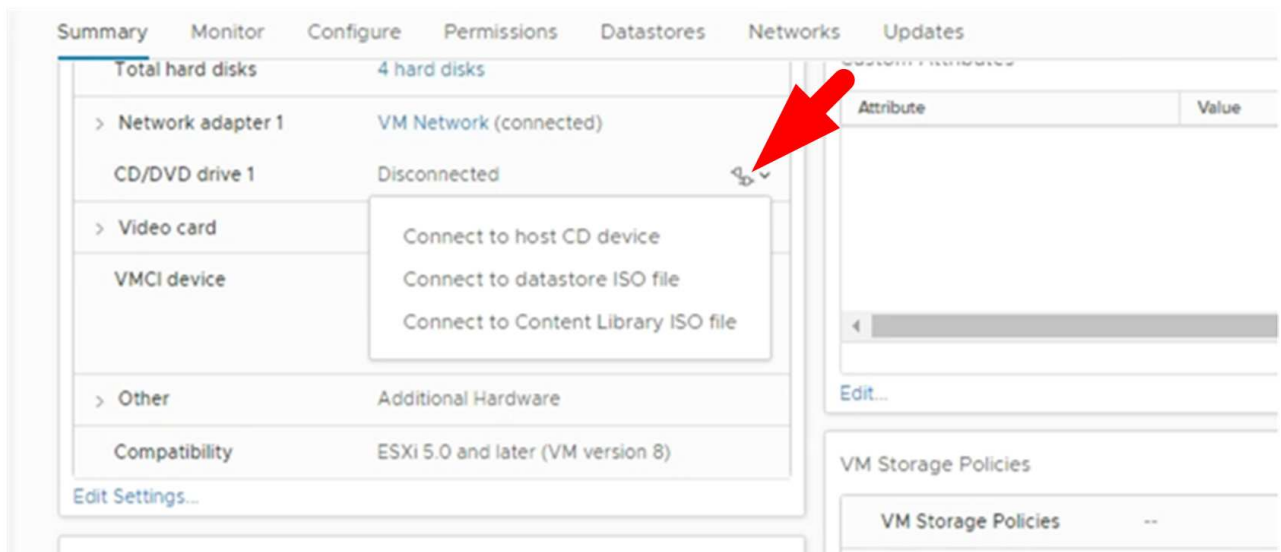 Summary Monitor Configure Permissions Datastores Networks Updates
Total hard disks 4 hard disks
> Network adapter 1 VM Network (connected)
CD/DVD drive 1 Disconnected
> Video card
Connect to host CD device
VMCI device
Connect to datastore ISO file
Connect to Content Library ISO file
> Other Additional Hardware
Compatibility ESXi 5.0 and later (VM version 8)
Edit Settings...
Custom Attributes
Attribute Value
Edit...
VM Storage Policies
VM Storage Policies --